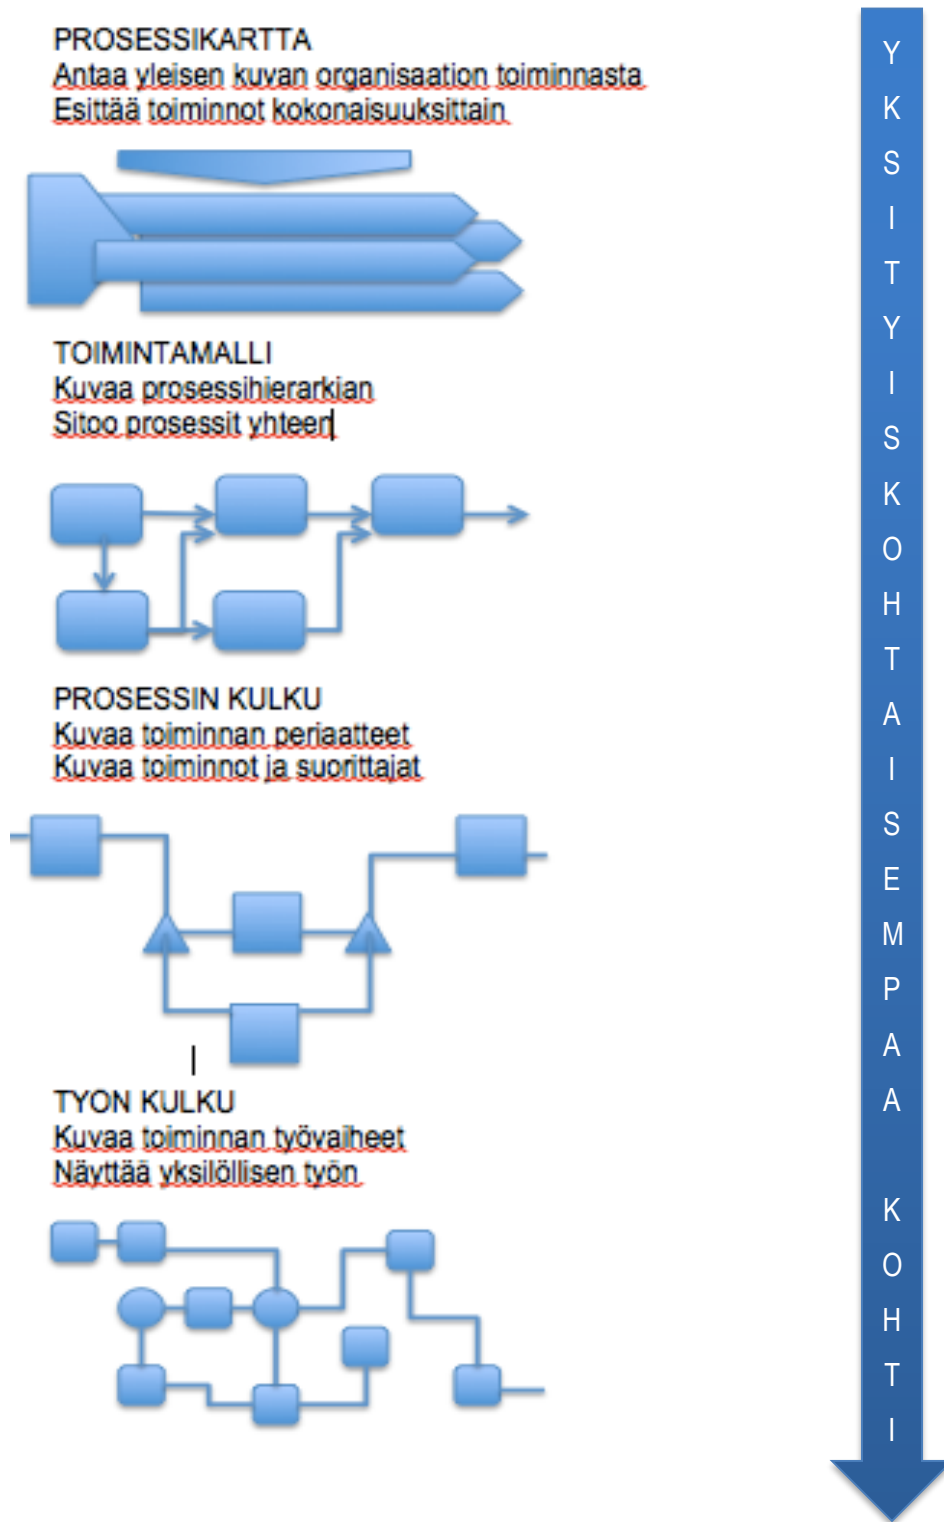 PROSESSIKARTTA
Antaa yleisen kuvan organisaation toiminnasta
Esittää toiminnot kokonaisuuksittain
TOIMINTAMALLI
Kuvaa prosessihierarkian
Sitoo prosessit yhteen
PROSESSIN KULKU
Kuvaa toiminnan periaatteet
Kuvaa toiminnot ja suorittajat
TYÖN KULKU
Kuvaa toiminnan työvaiheet
Näyttää yksilöllisen työn
YKSITYISKOHTAISEMPAA KOHTI